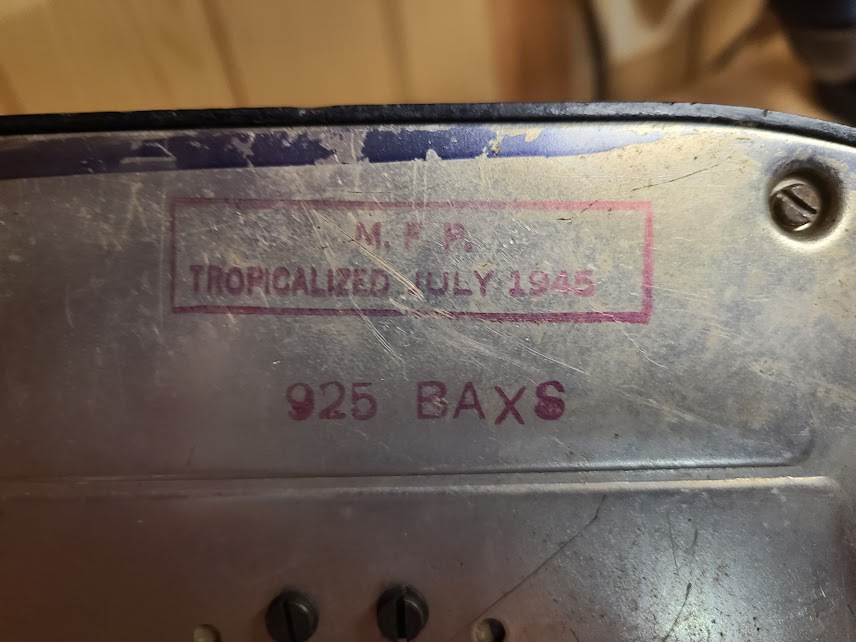 M. F. P.
TROPICALIZED JULY 1945
925 BAXS